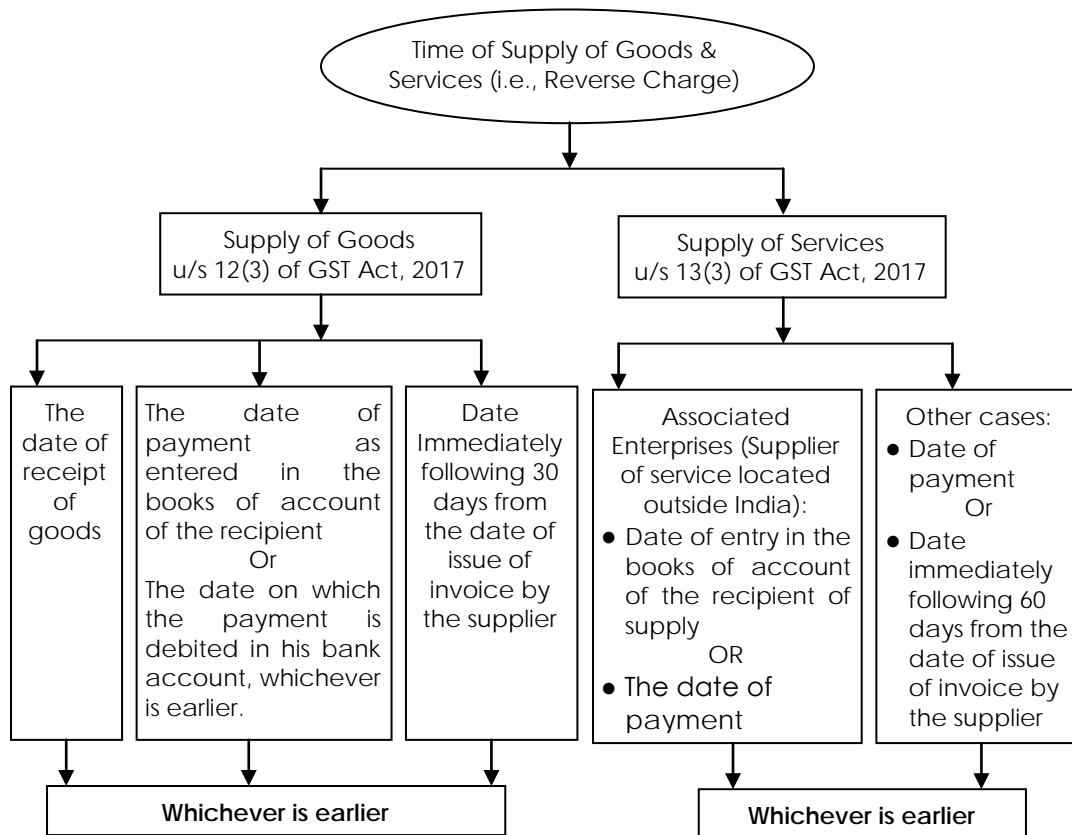 Time of Supply of Goods &
Services (i.e., Reverse Charge)
Supply of Goods
u/s 12(3) of GST Act, 2017
Supply of Services
u/s 13(3) of GST Act, 2017
The
date of
receipt
of
goods
The date of
payment as
entered in the
books of account
of the recipient
Or
The date on which
the payment is
debited in his bank
account, whichever
is earlier.
Date
Immediately
following 30
days from
the date of
issue of
invoice by
the supplier
Associated
Enterprises (Supplier
of service located
outside India):
● Date of entry in the
books of account
of the recipient of
supply
OR
● The date of
payment
Other cases:
● Date of
payment
Or
● Date
immediately
following 60
days from the
date of issue
of invoice by
the supplier
Whichever is earlier
Whichever is earlier